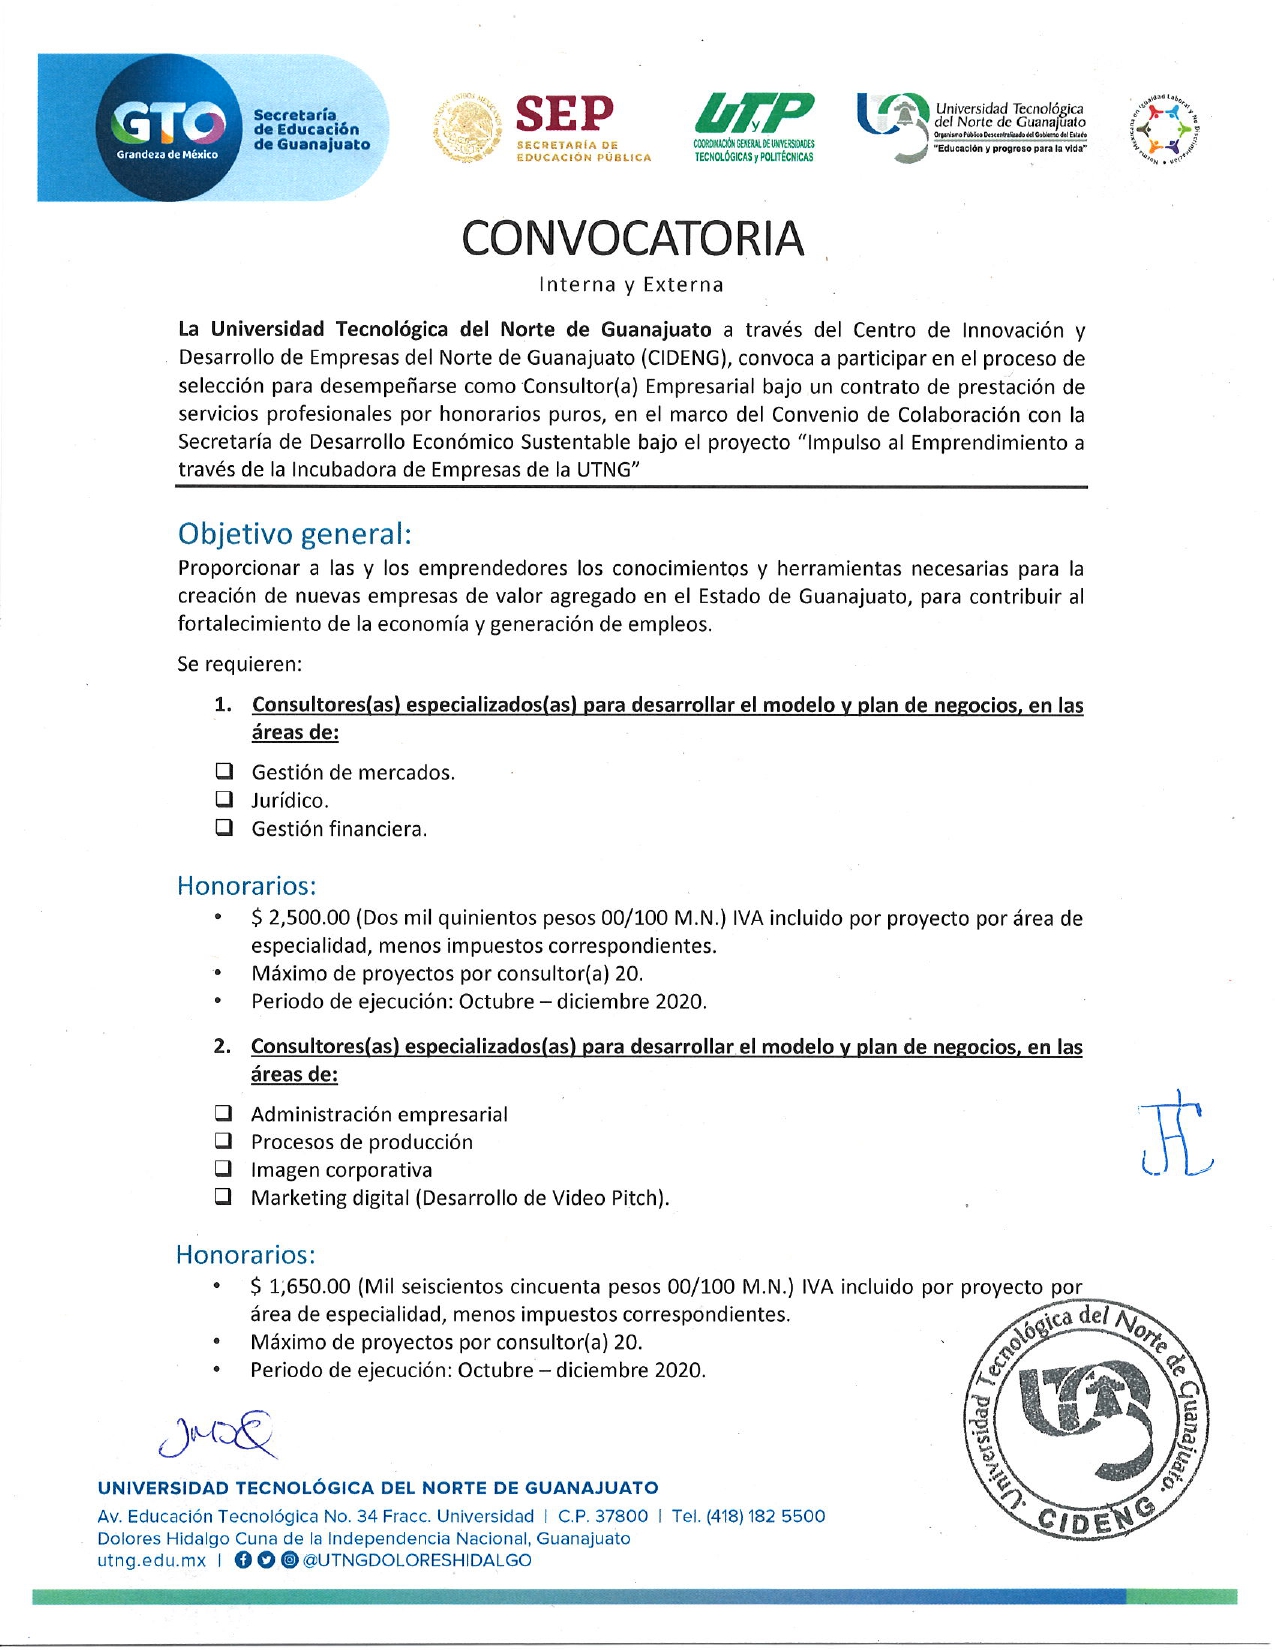 GTO
Grandeza de México
Secretaría
de Educación
de Guanajuato
SEP
SECRETARÍA DE
EDUCACIÓN PÚBLICA
UTP
y
COORDINACIÓN GENERAL DE UNIVERSIDADES
TECNOLÓGICAS y POLITÉCNICAS
Universidad Tecnológica
del Norte de Guanajuato
Organismo Público Descentralizado del Gobierno del Estado
"Educación y progreso para la vida"
CONVOCATORIA
Interna y Externa
La Universidad Tecnológica del Norte de Guanajuato a través del Centro de Innovación y
Desarrollo de Empresas del Norte de Guanajuato (CIDENG), convoca a participar en el proceso de
selección para desempeñarse como Consultor(a) Empresarial bajo un contrato de prestación de
servicios profesionales por honorarios puros, en el marco del Convenio de Colaboración con la
Secretaría de Desarrollo Económico Sustentable bajo el proyecto “Impulso al Emprendimiento a
través de la Incubadora de Empresas de la UTNG”
Objetivo general:
Proporcionar a las y los emprendedores los conocimientos y herramientas necesarias para la
creación de nuevas empresas de valor agregado en el Estado de Guanajuato, para contribuir al
fortalecimiento de la economía y generación de empleos.
Se requieren:
1. Consultores(as) especializados(as) para desarrollar el modelo y plan de negocios, en las
áreas de:
❑ Gestión de mercados.
❑ Jurídico.
❑ Gestión financiera.
Honorarios:
• $ 2,500.00 (Dos mil quinientos pesos 00/100 M.N.) IVA incluido por proyecto por área de
especialidad, menos impuestos correspondientes.
• Máximo de proyectos por consultor(a) 20.
• Periodo de ejecución: Octubre – diciembre 2020.
2. Consultores(as) especializados(as) para desarrollar el modelo y plan de negocios, en las
áreas de:
❑ Administración empresarial
❑ Procesos de producción
❑ Imagen corporativa
❑ Marketing digital (Desarrollo de Video Pitch).
Honorarios:
• $ 1,650.00 (Mil seiscientos cincuenta pesos 00/100 M.N.) IVA incluido por proyecto por
área de especialidad, menos impuestos correspondientes.
• Máximo de proyectos por consultor(a) 20.
• Periodo de ejecución: Octubre – diciembre 2020.
Universidad Tecnológica del Norte de Guanajuato.
CIDENG
UNIVERSIDAD TECNOLÓGICA DEL NORTE DE GUANAJUATO
Av. Educación Tecnológica No. 34 Fracc. Universidad | C.P. 37800 | Tel. (418) 182 5500
Dolores Hidalgo Cuna de la Independencia Nacional, Guanajuato
utng.edu.mx | @UTNGDOLORESHIDALGO